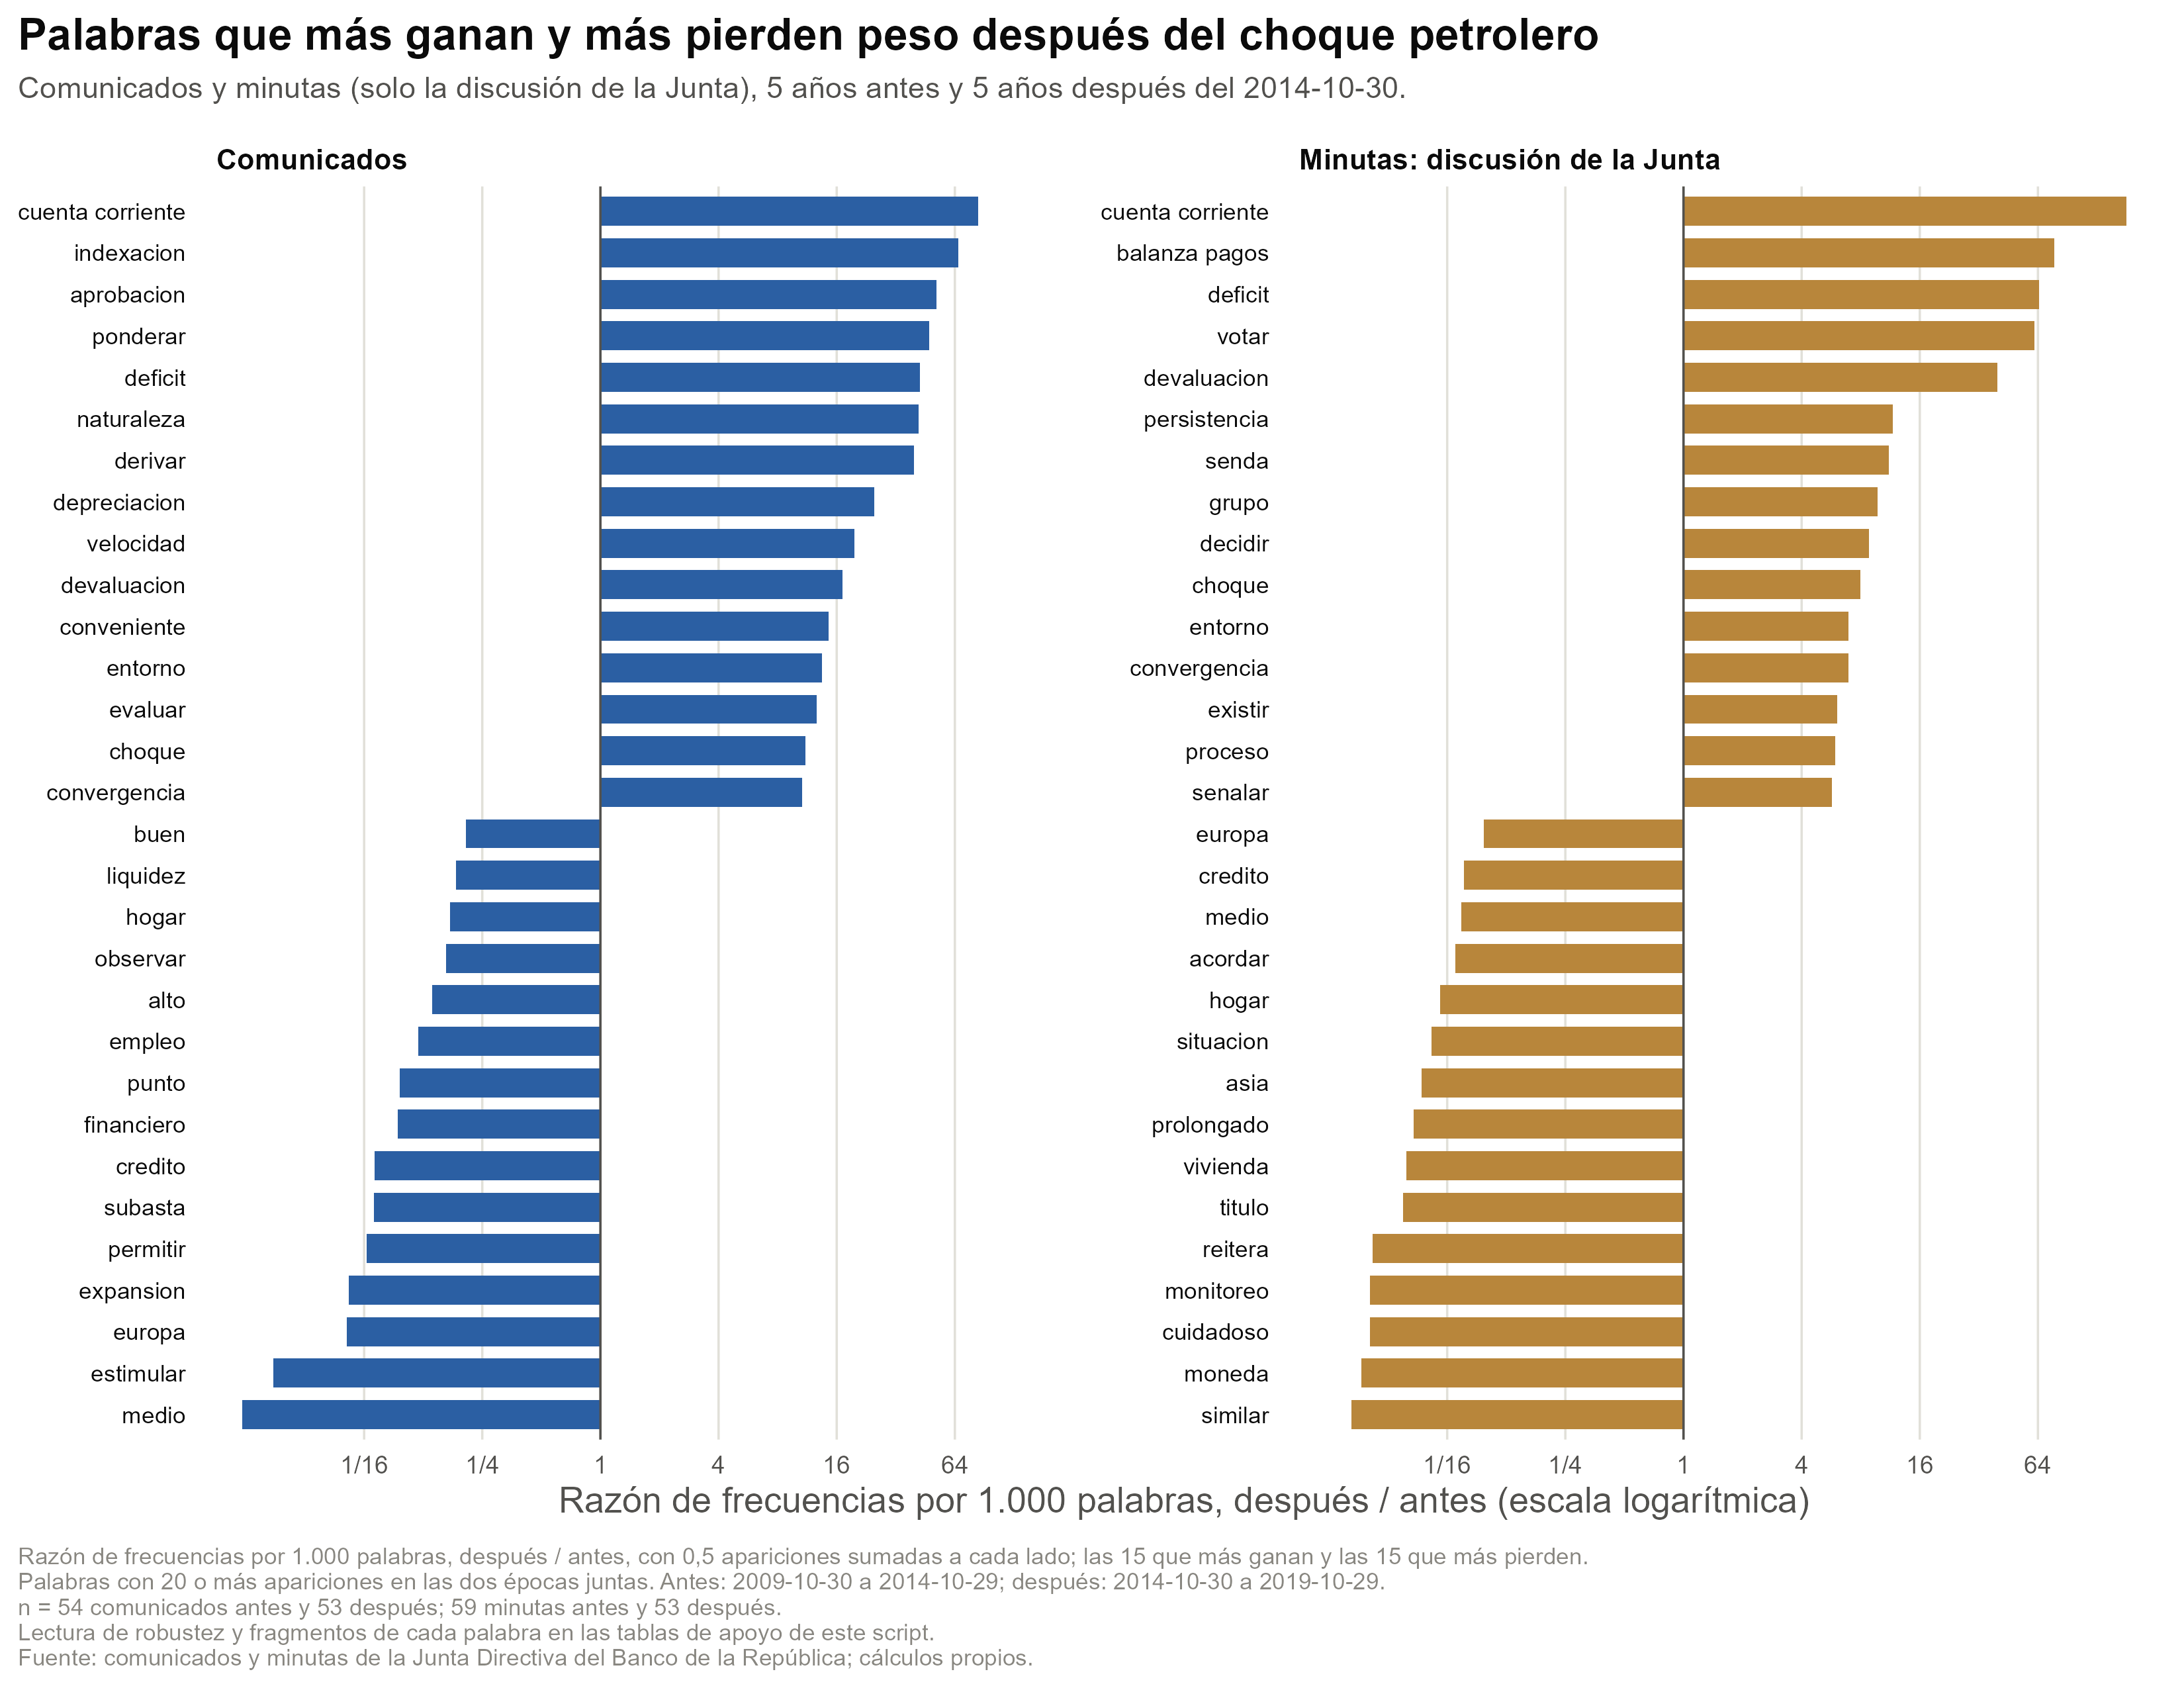 Palabras que más ganan y más pierden peso después del choque petrolero
Comunicados y minutas (solo la discusión de la Junta), 5 años antes y 5 años después del 2014-10-30.
Comunicados
cuenta corriente
indexacion
aprobacion
ponderar
deficit
naturaleza
derivar
depreciacion
velocidad
devaluacion
conveniente
entorno
evaluar
choque
convergencia
buen
liquidez
hogar
observar
alto
empleo
punto
financiero
credito
subasta
permitir
expansion
europa
estimular
medio
1/16 1/4 1 4 16 64
Minutas: discusión de la Junta
cuenta corriente
balanza pagos
deficit
votar
devaluacion
persistencia
senda
grupo
decidir
choque
entorno
convergencia
existir
proceso
senalar
europa
credito
medio
acordar
hogar
situacion
asia
prolongado
vivienda
titulo
reitera
monitoreo
cuidadoso
moneda
similar
1/16 1/4 1 4 16 64
Razón de frecuencias por 1.000 palabras, después / antes (escala logarítmica)
Razón de frecuencias por 1.000 palabras, después / antes, con 0,5 apariciones sumadas a cada lado; las 15 que más ganan y las 15 que más pierden.
Palabras con 20 o más apariciones en las dos épocas juntas. Antes: 2009-10-30 a 2014-10-29; después: 2014-10-30 a 2019-10-29.
n = 54 comunicados antes y 53 después; 59 minutas antes y 53 después.
Lectura de robustez y fragmentos de cada palabra en las tablas de apoyo de este script.
Fuente: comunicados y minutas de la Junta Directiva del Banco de la República; cálculos propios.